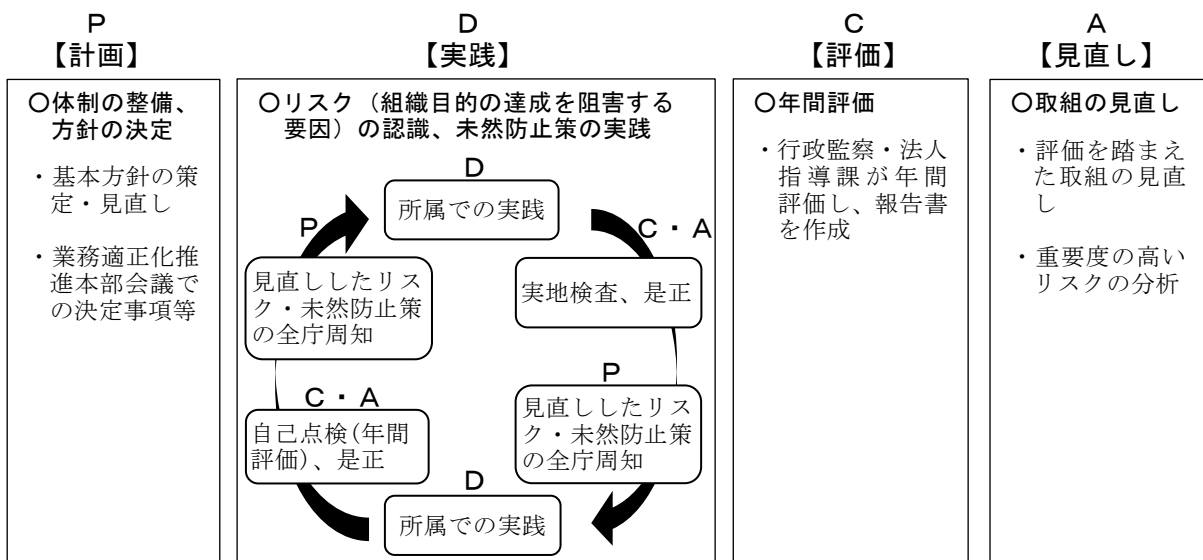 P
【計画】
○体制の整備、
方針の決定
・基本方針の策
定・見直し
・業務適正化推
進本部会議で
の決定事項等
D
【実践】
○リスク（組織目的の達成を阻害する
要因）の認識、未然防止策の実践
D
所属での実践
C・A
実地検査、是正
P
見直ししたリス
ク・未然防止策
の全庁周知
D
所属での実践
C・A
自己点検(年間
評価)、是正
P
見直ししたリス
ク・未然防止策
の全庁周知
C
【評価】
○年間評価
・行政監察・法人
指導課が年間
評価し、報告書
を作成
A
【見直し】
○取組の見直し
・評価を踏まえ
た取組の見直
し
・重要度の高い
リスクの分析